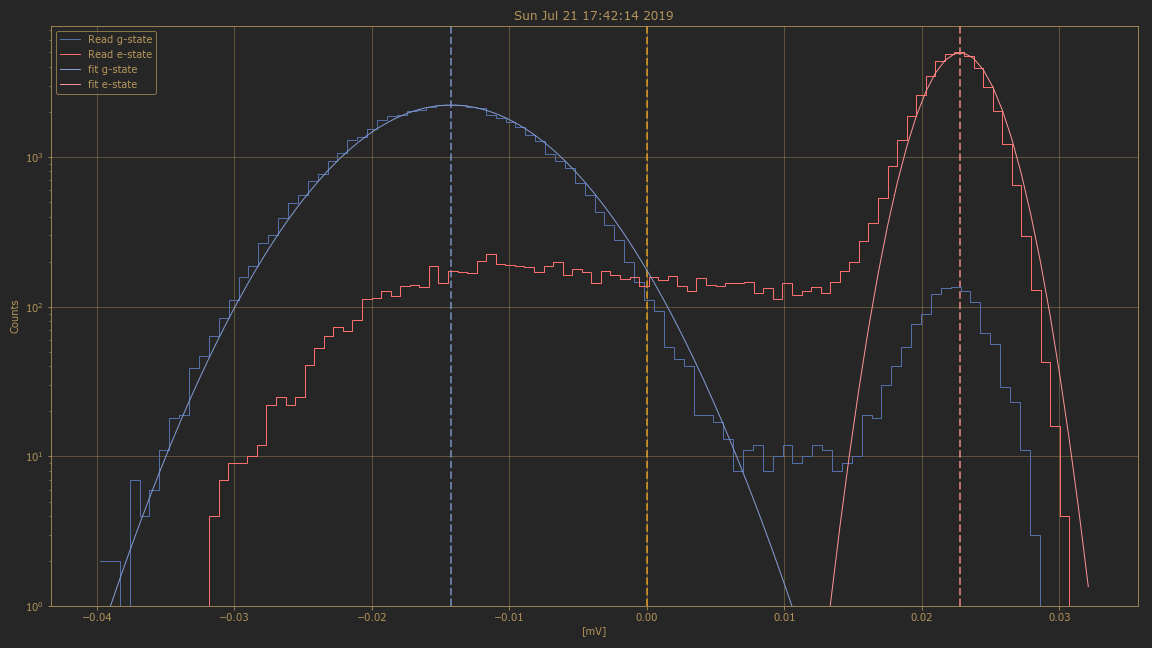 Sun Jul 21 17:42:14 2019
Read g-state
Read e-state
fit g-state
fit e-state
Counts
10³
10²
10¹
10⁰
−0.04 −0.03 −0.02 −0.01 0.00 0.01 0.02 0.03
[mV]